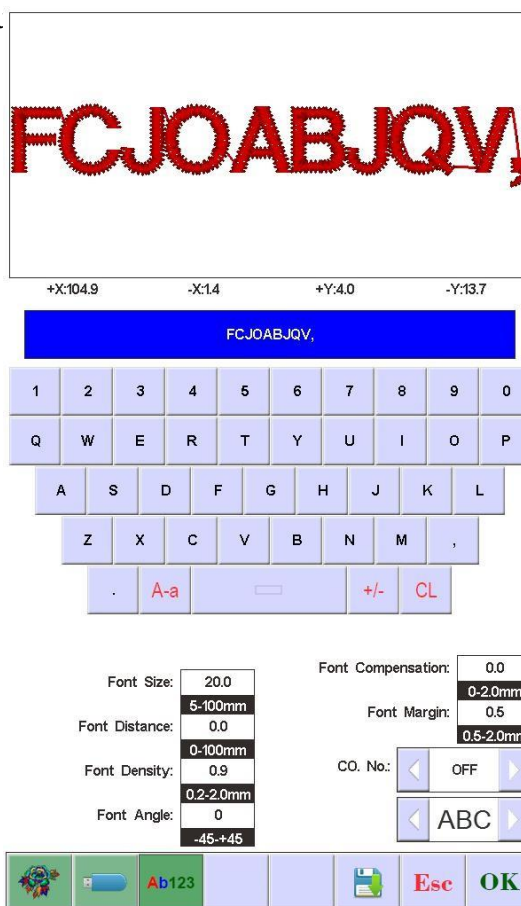 FCJOABJQV,
+X:104.9 -X:1.4 +Y:4.0 -Y:13.7
FCJOABJQV,
1 2 3 4 5 6 7 8 9 0
Q W E R T Y U I O P
A S D F G H J K L
Z X C V B N M ,
. A-a +/- CL
Font Size: 20.0
5-100mm
Font Distance: 0.0
0-100mm
Font Density: 0.9
0.2-2.0mm
Font Angle: 0
-45-+45
Font Compensation: 0.0
0-2.0mm
Font Margin: 0.5
0.5-2.0mm
CO. No.: OFF
ABC
Ab123 Esc OK